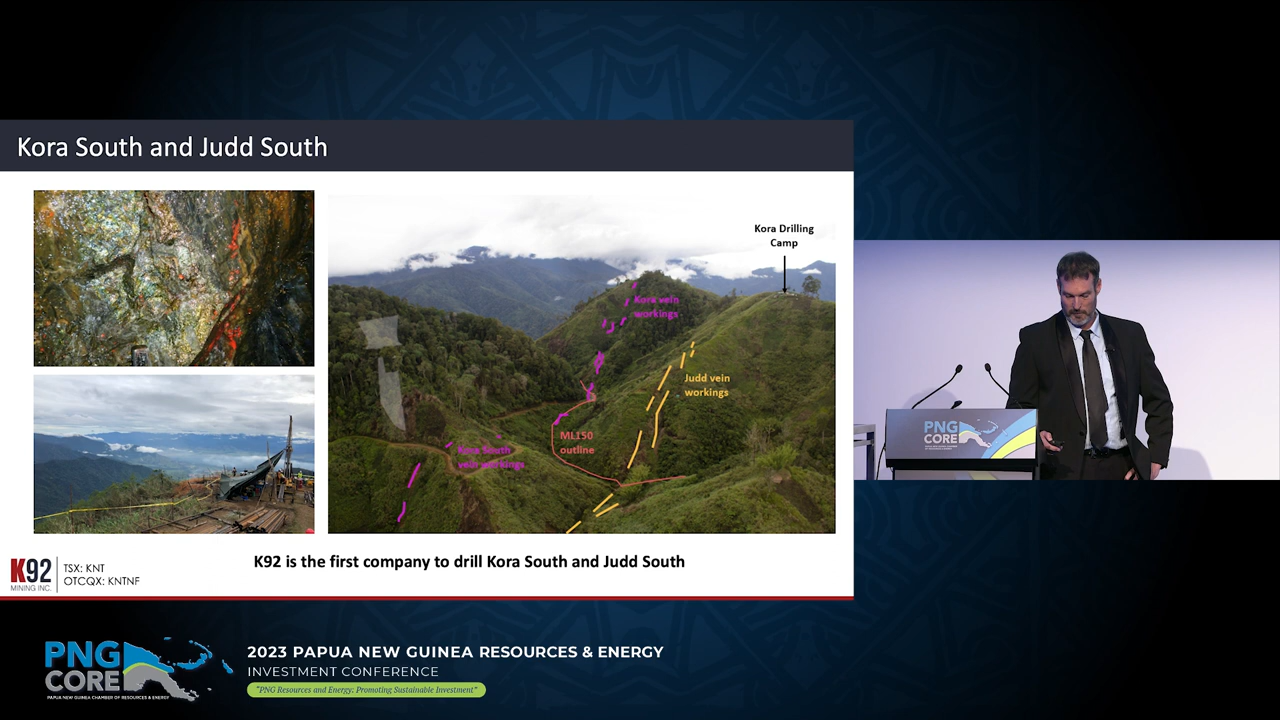 Kora South and Judd South
Kora Drilling
Camp
Kora vein
workings
Judd vein
workings
ML150
outline
Kora South
vein workings
K92 is the first company to drill Kora South and Judd South
K92
MINING INC.
TSX: KNT
OTCQX: KNTNF
PNG
CORE
PNG
CORE
PAPUA NEW GUINEA CHAMBER OF RESOURCES & ENERGY
2023 PAPUA NEW GUINEA RESOURCES & ENERGY
INVESTMENT CONFERENCE
"PNG Resources and Energy: Promoting Sustainable Investment"